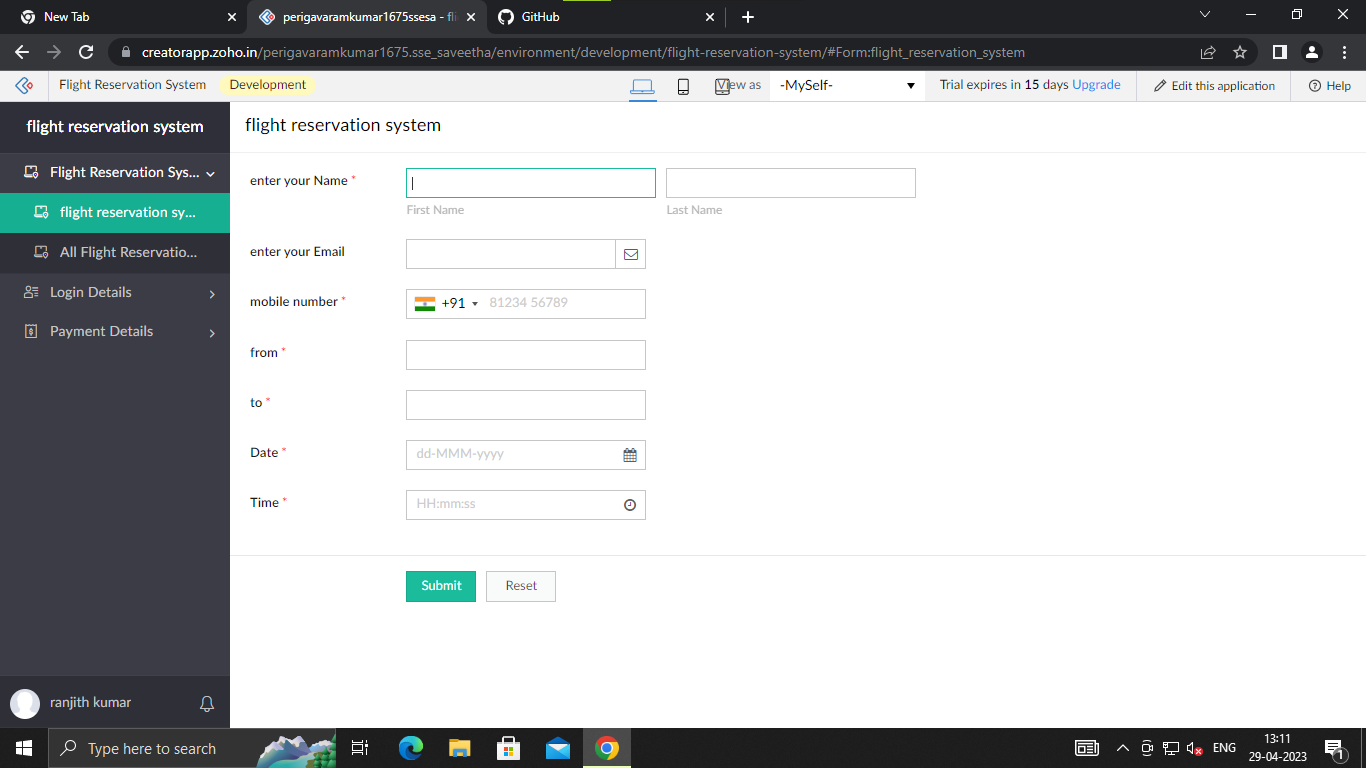 New Tab
perigavaramkumar1675ssesa - fli
GitHub
creatorapp.zoho.in/perigavaramkumar1675.sse_saveetha/environment/development/flight-reservation-system/#Form:flight_reservation_system
Flight Reservation System
Development
View as
-MySelf-
Trial expires in 15 days Upgrade
Edit this application
Help
flight reservation system
flight reservation system
Flight Reservation Sys...
flight reservation sy...
All Flight Reservatio...
Login Details
Payment Details
enter your Name *
First Name
Last Name
enter your Email
mobile number *
+91
81234 56789
from *
to *
Date *
dd-MMM-yyyy
Time *
HH:mm:ss
Submit
Reset
ranjith kumar
Type here to search
ENG
13:11
29-04-2023
1